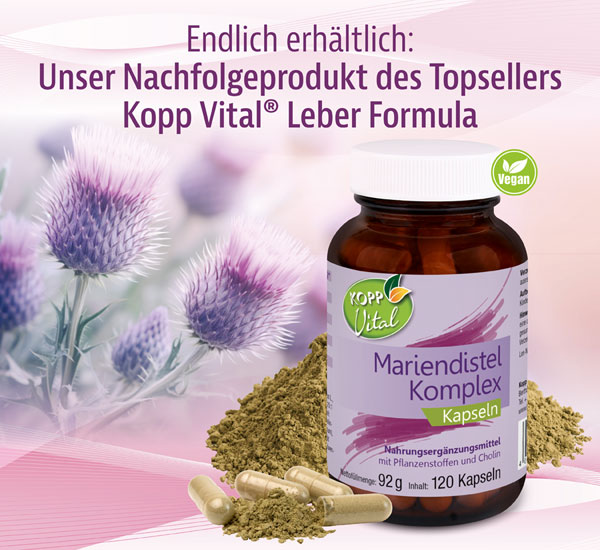 Endlich erhältlich:
Unser Nachfolgeprodukt des Topsellers
Kopp Vital® Leber Formula
Vegan
KOPP
Vital
Mariendistel
Komplex
Kapseln
Nahrungsergänzungsmittel
mit Pflanzenstoffen und Cholin
Nettofüllmenge: 92 g Inhalt: 120 Kapseln